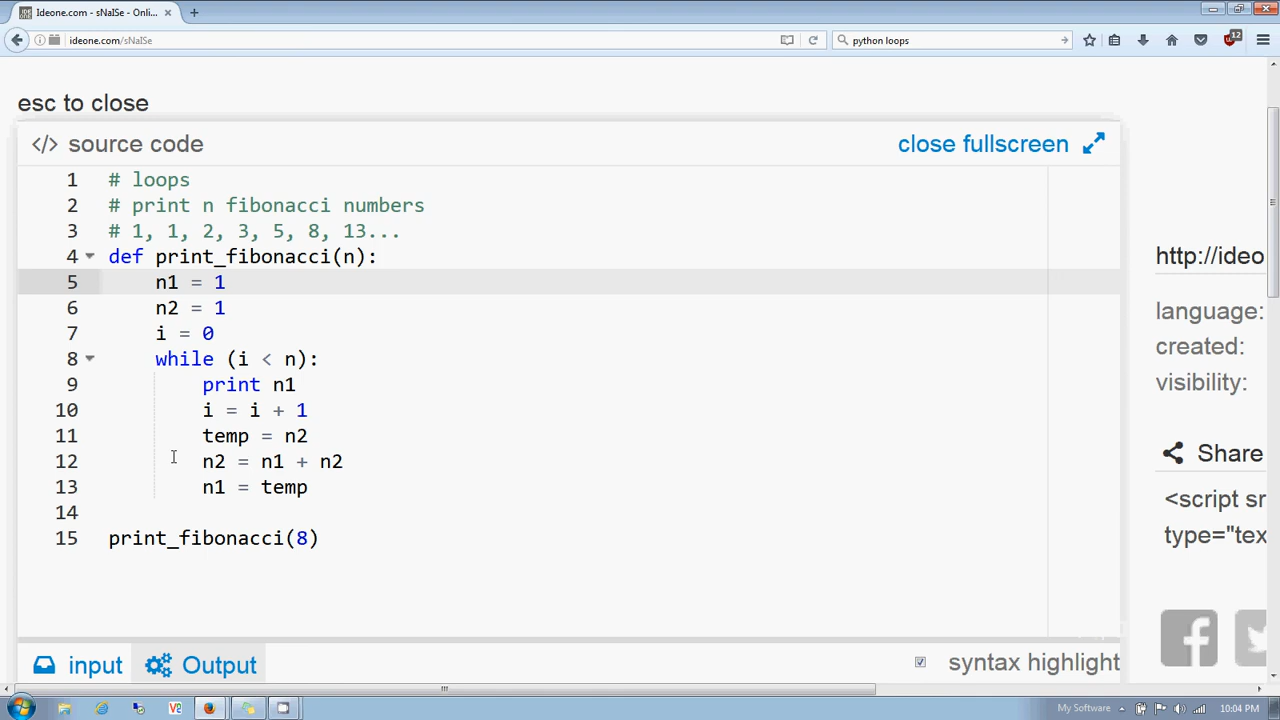 Ideone.com - sNaISe - Onli...
ideone.com/sNaISe
python loops
12
esc to close
</> source code
close fullscreen
1 # loops
2 # print n fibonacci numbers
3 # 1, 1, 2, 3, 5, 8, 13...
4 def print_fibonacci(n):
5 n1 = 1
6 n2 = 1
7 i = 0
8 while (i < n):
9 print n1
10 i = i + 1
11 temp = n2
12 n2 = n1 + n2
13 n1 = temp
14
15 print_fibonacci(8)
http://ideo
language:
created:
visibility:
Share
<script sr
type="tex
input
Output
syntax highlight
My Software
10:04 PM